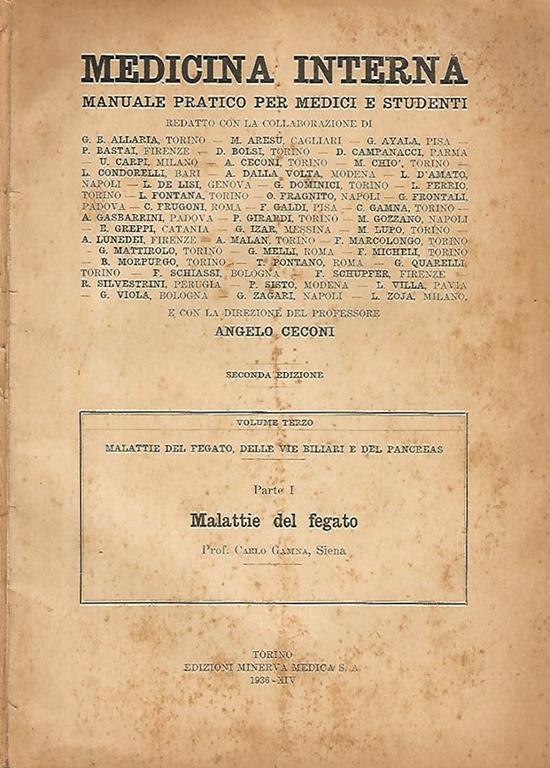 MEDICINA INTERNA
MANUALE PRATICO PER MEDICI E STUDENTI
REDATTO CON LA COLLABORAZIONE DI
G. B. ALLARIA, TORINO — M. ARESU, CAGLIARI — G. AYALA, PISA —
P. BASTAI, FIRENZE — D. BOLSI, TORINO — D. CAMPANACCI, PARMA
— U. CARPI, MILANO — A. CECONI, TORINO — M. CHIO', TORINO —
L. CONDORELLI, BARI — A. DALLA VOLTA, MODENA — L. D'AMATO,
NAPOLI — L. DE LISI, GENOVA — G. DOMINICI, TORINO — L. FERRIO,
TORINO — L. FONTANA, TORINO — O. FRAGNITO, NAPOLI — G. FRONTALI,
PADOVA — C. FRUGONI, ROMA — F. GALDI, PISA — C. GAMNA, TORINO —
A. GASBARRINI, PADOVA — P. GIRARDI, TORINO — M. GOZZANO, NAPOLI
— E. GREPPI, CATANIA — G. IZAR, MESSINA — M. LUPO, TORINO —
A. LUNEDEI, FIRENZE — A. MALAN, TORINO — F. MARCOLONGO, TORINO
— G. MATTIROLO, TORINO — G. MELLI, ROMA — F. MICHELI, TORINO
— B. MORPURGO, TORINO — T. PONTANO, ROMA — G. QUARELLI,
TORINO — F. SCHIASSI, BOLOGNA — F. SCHUPFER, FIRENZE
R. SILVESTRINI, PERUGIA — P. SISTO, MODENA — L. VILLA, PAVIA
— G. VIOLA, BOLOGNA — G. ZAGARI, NAPOLI — L. ZOJA, MILANO.
E CON LA DIREZIONE DEL PROFESSORE
ANGELO CECONI
SECONDA EDIZIONE
VOLUME TERZO
MALATTIE DEL FEGATO, DELLE VIE BILIARI E DEL PANCREAS
Parte I
Malattie del fegato
Prof. CARLO GAMNA, Siena
TORINO
EDIZIONI MINERVA MEDICA S. A.
1936 - XIV